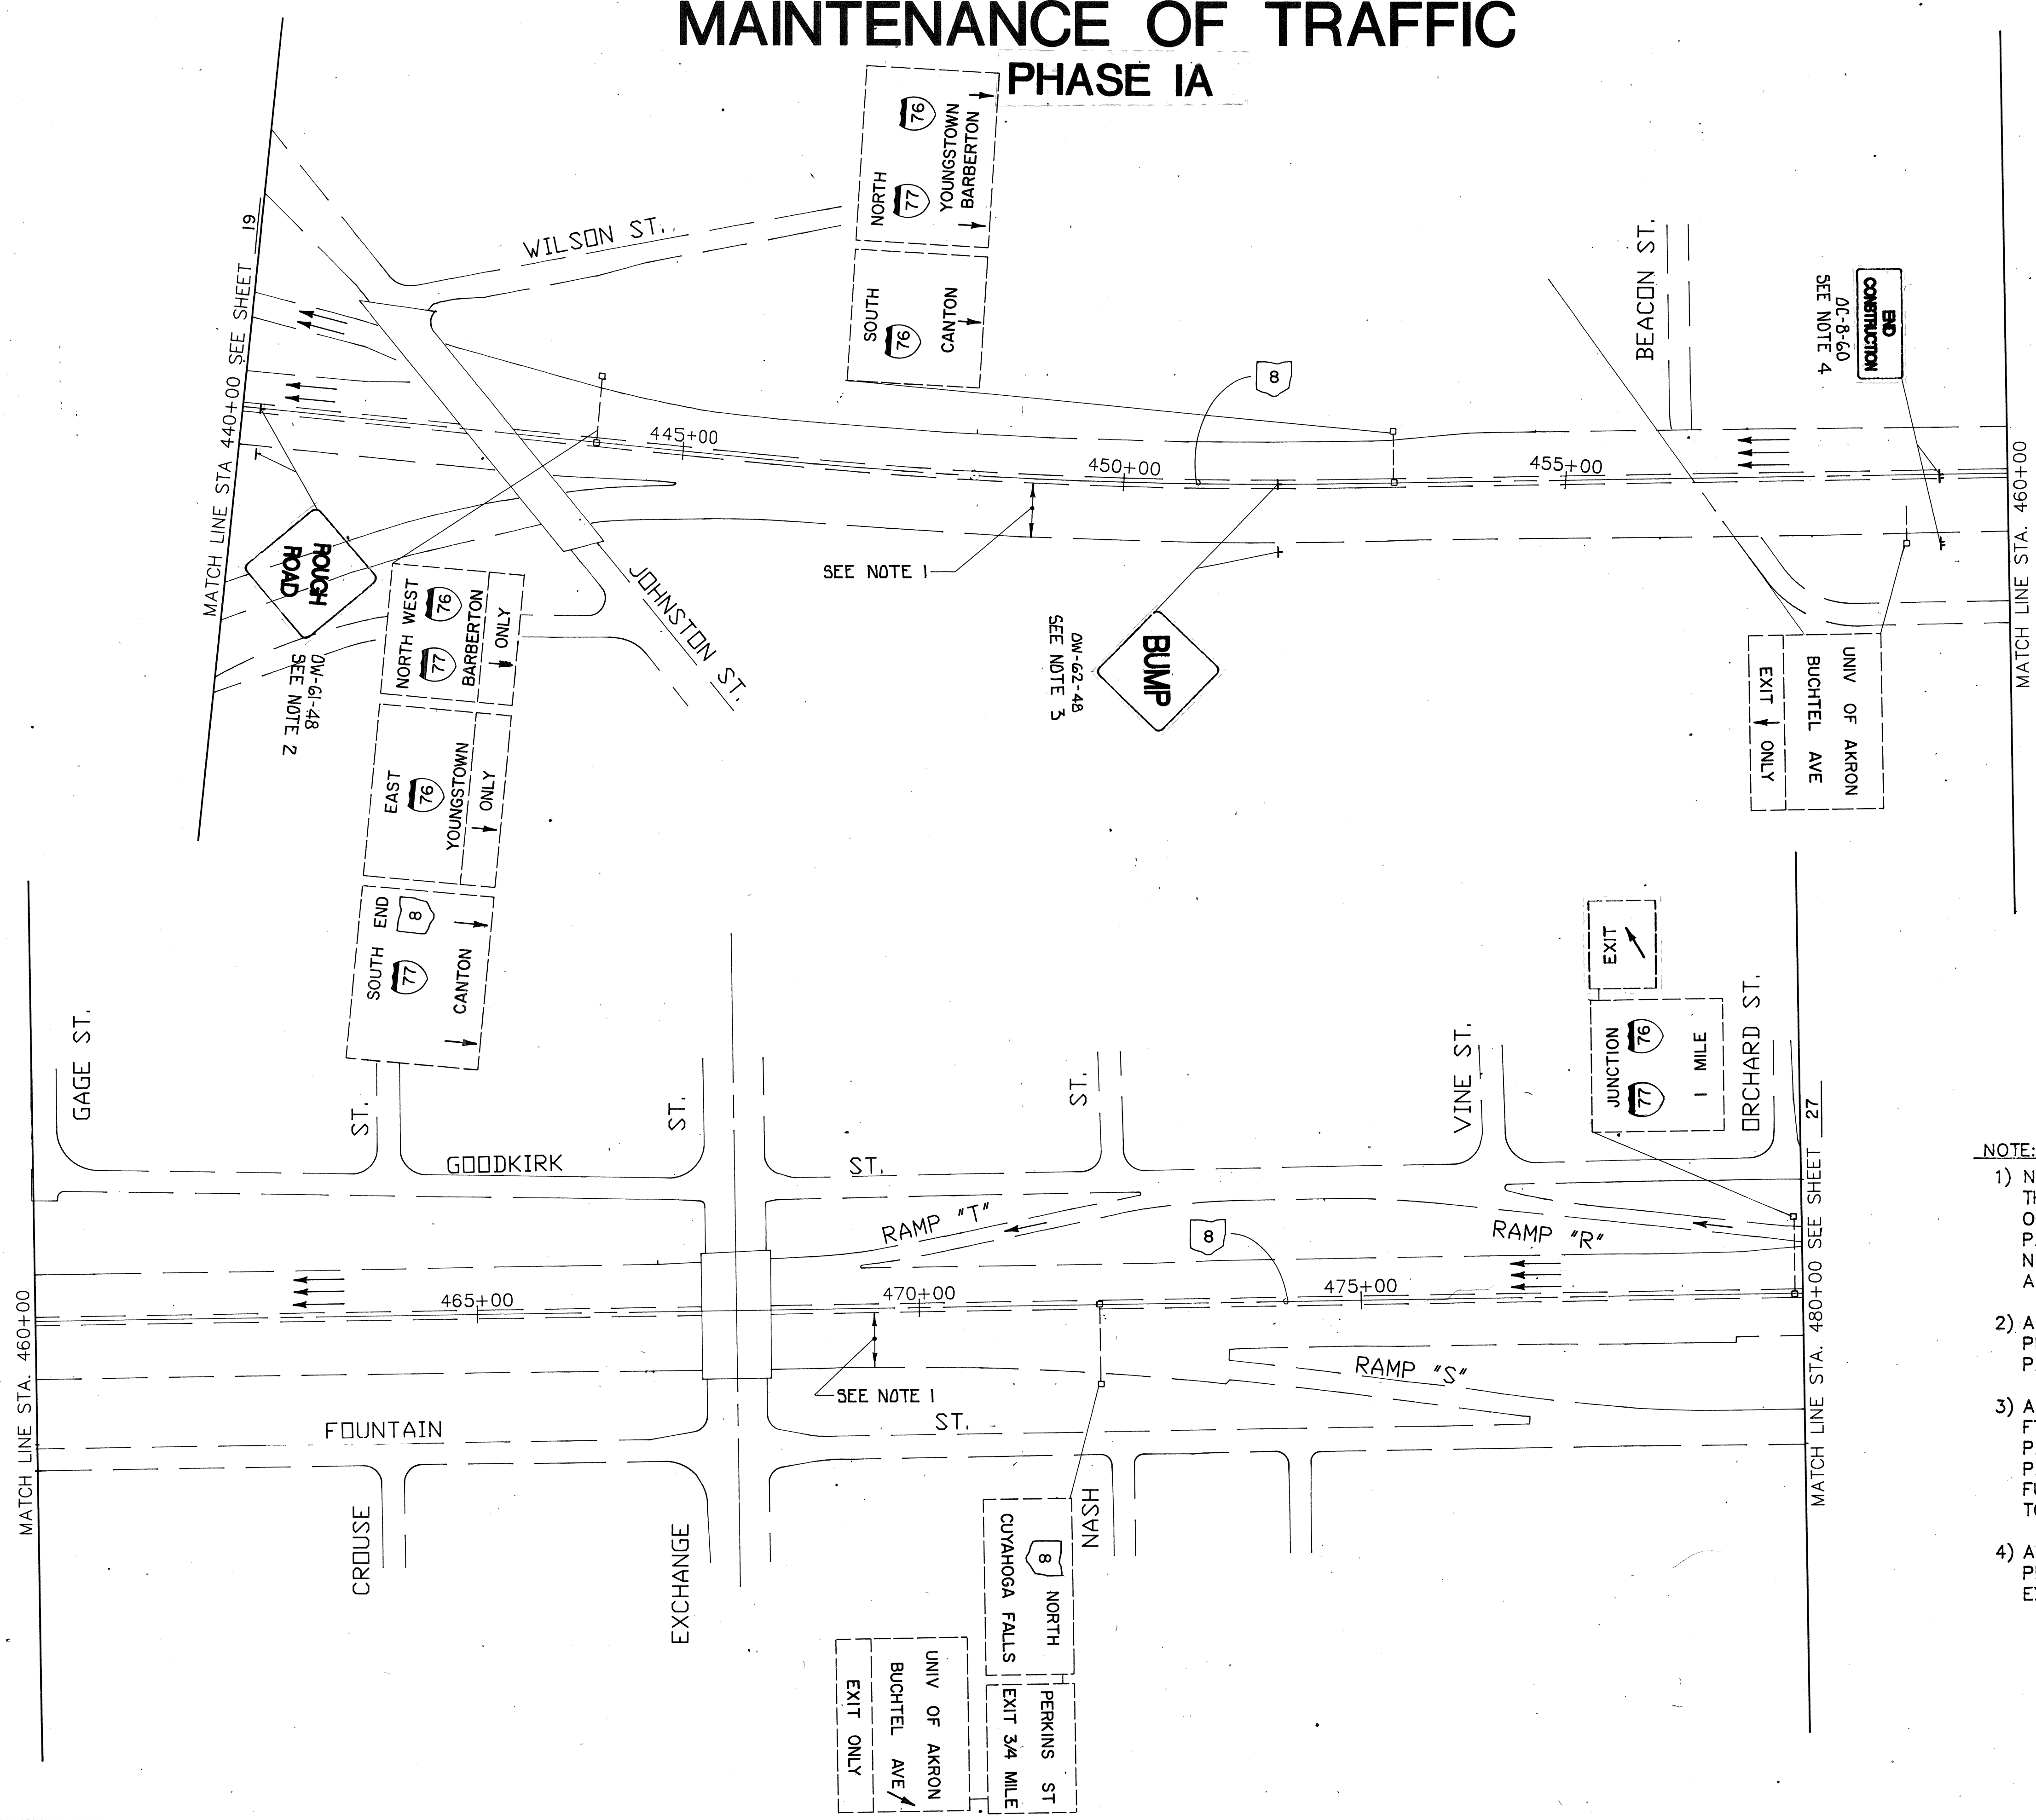 MAINTENANCE OF TRAFFIC
PHASE IA
76
YOUNGSTOWN
BARBERTON
NORTH
77
SOUTH
76
CANTON
WILSON ST.
MATCH LINE STA 440+00 SEE SHEET 19
8
BEACON ST.
END
CONSTRUCTION
OC-8-60
SEE NOTE 4
445+00
450+00
455+00
MATCH LINE STA. 460+00
ROUGH
ROAD
OW-61-48
SEE NOTE 2
JOHNSTON ST.
SEE NOTE 1
BUMP
OW-62-48
SEE NOTE 3
UNIV OF AKRON
BUCHTEL AVE
EXIT ONLY
NORTH WEST
76
77
BARBERTON
ONLY
EAST
76
YOUNGSTOWN
ONLY
END
8
SOUTH
77
CANTON
EXIT
JUNCTION
76
77
1 MILE
GAGE ST.
ST.
ST.
ST.
VINE ST.
ORCHARD ST.
MATCH LINE STA. 480+00 SEE SHEET 27
GOODKIRK
ST.
RAMP "T"
8
RAMP "R"
465+00
470+00
475+00
MATCH LINE STA. 460+00
SEE NOTE 1
RAMP "S"
FOUNTAIN
ST.
CROUSE
EXCHANGE
NASH
8 NORTH
CUYAHOGA FALLS
PERKINS ST
EXIT 3/4 MILE
UNIV OF AKRON
BUCHTEL AVE
EXIT ONLY
NOTE:
1)
2)
3)
4)